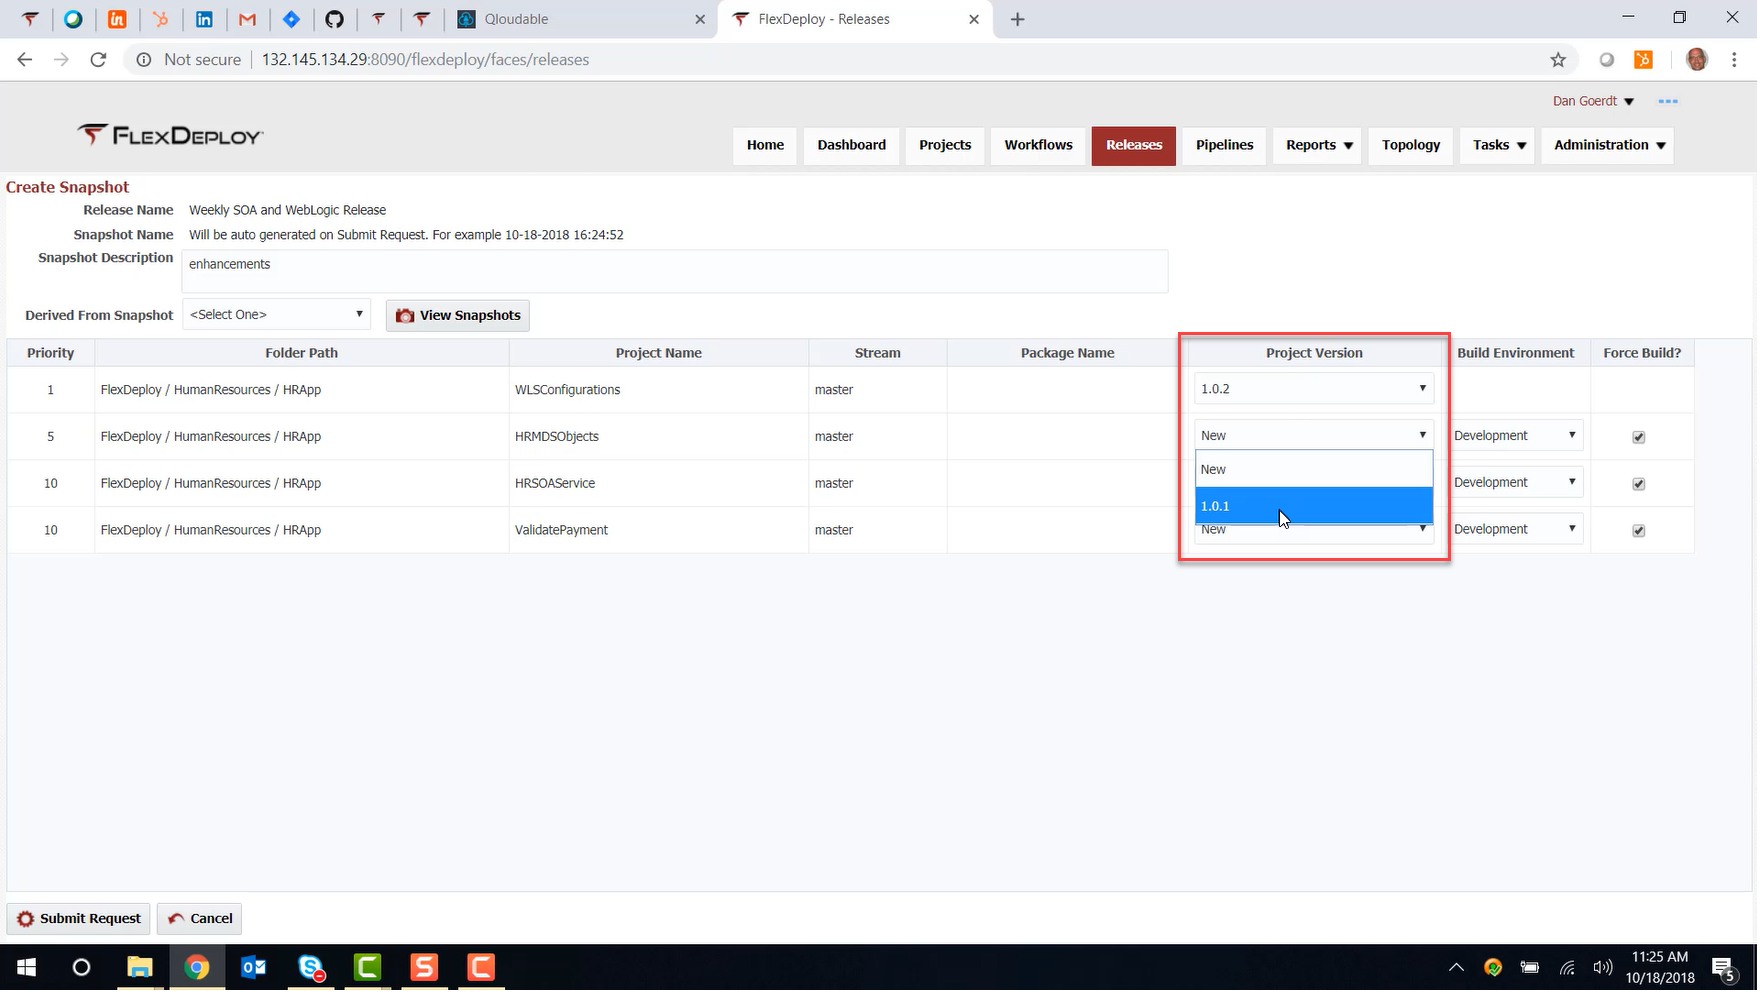 Qloudable
FlexDeploy - Releases
Not secure 132.145.134.29:8090/flexdeploy/faces/releases
Dan Goerdt
FLEXDEPLOY
Home Dashboard Projects Workflows Releases Pipelines Reports Topology Tasks Administration
Create Snapshot
Release Name Weekly SOA and WebLogic Release
Snapshot Name Will be auto generated on Submit Request. For example 10-18-2018 16:24:52
Snapshot Description enhancements
Derived From Snapshot <Select One> View Snapshots
Priority Folder Path Project Name Stream Package Name Project Version Build Environment Force Build?
1 FlexDeploy / HumanResources / HRApp WLSConfigurations master 1.0.2
5 FlexDeploy / HumanResources / HRApp HRMDSObjects master New Development
New
10 FlexDeploy / HumanResources / HRApp HRSOAService master Development
1.0.1
10 FlexDeploy / HumanResources / HRApp ValidatePayment master New Development
Submit Request Cancel
11:25 AM
10/18/2018
5